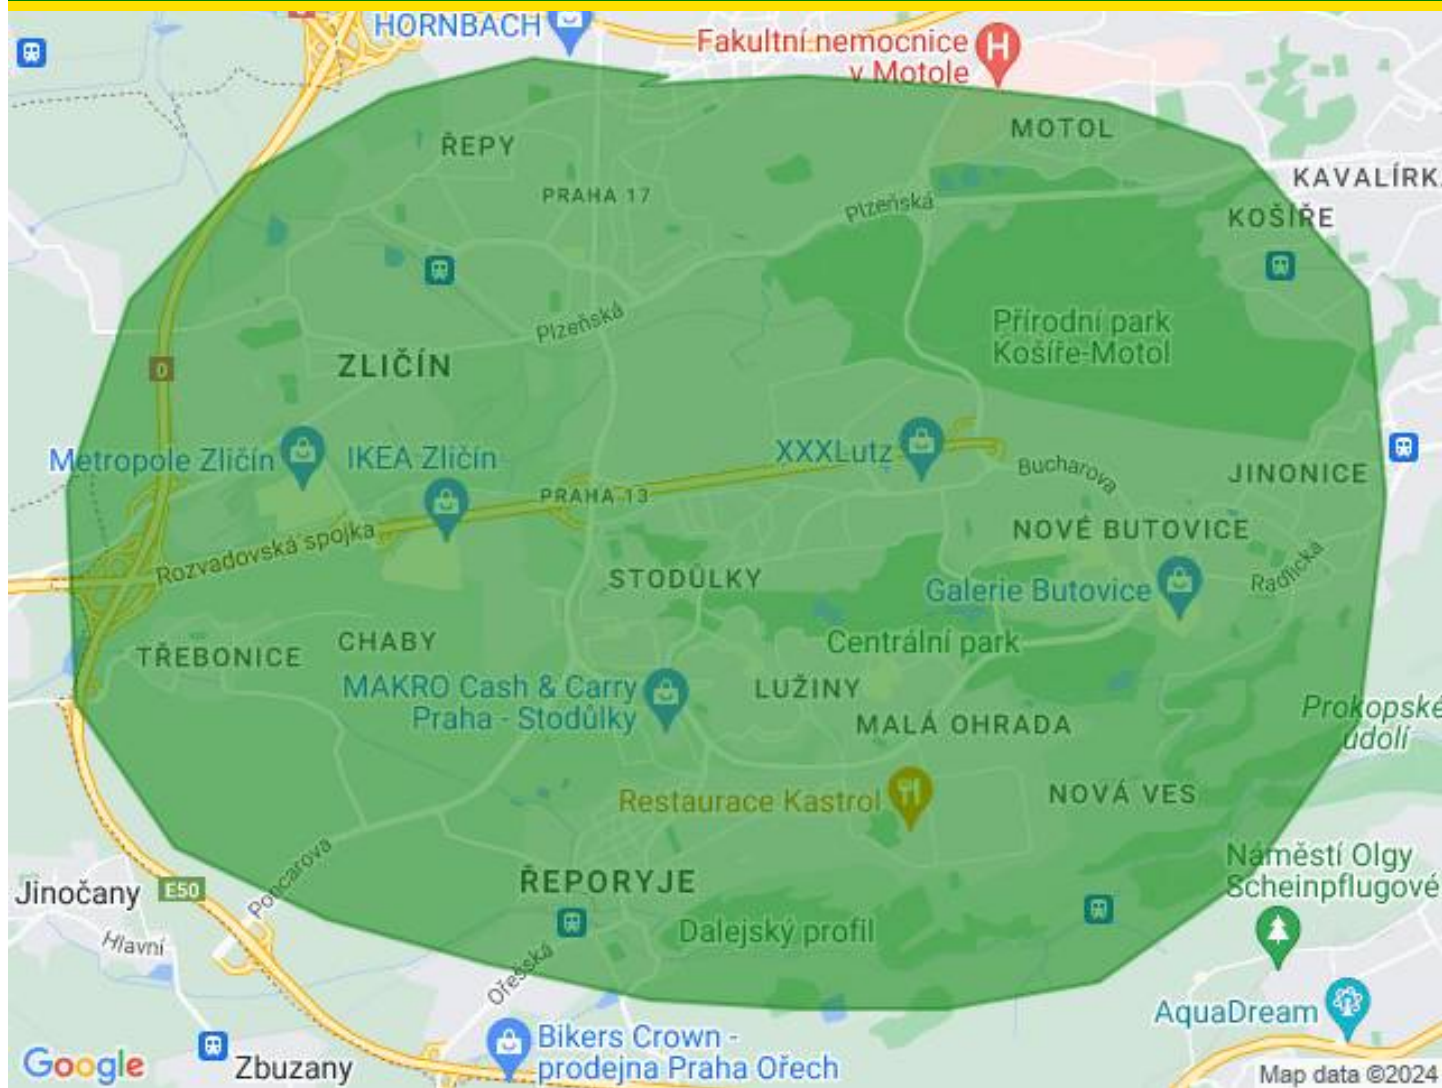 HORNBACH
Fakultní nemocnice
v Motole
MOTOL
ŘEPY
KAVALÍRK
PRAHA 17
Plzeňská
KOŠÍŘE
Plzeňská
Přírodní park
Košíře-Motol
ZLIČÍN
0
Metropole Zličín
IKEA Zličín
XXXLutz
Bucharova
JINONICE
PRAHA 13
NOVÉ BUTOVICE
Rozvadovská spojka
STODŮLKY
Radlická
Galerie Butovice
CHABY
Centrální park
TŘEBONICE
MAKRO Cash & Carry
Praha - Stodůlky
LUŽINY
Prokopské
údolí
MALÁ OHRADA
Restaurace Kastrol
NOVÁ VES
Náměstí Olgy
Scheinpflugové
Poncarova
ŘEPORYJE
Jinočany
E50
Dalejský profil
Hlavní
Ořešská
AquaDream
Bikers Crown -
prodejna Praha Ořech
Google
Zbuzany
Map data ©2024